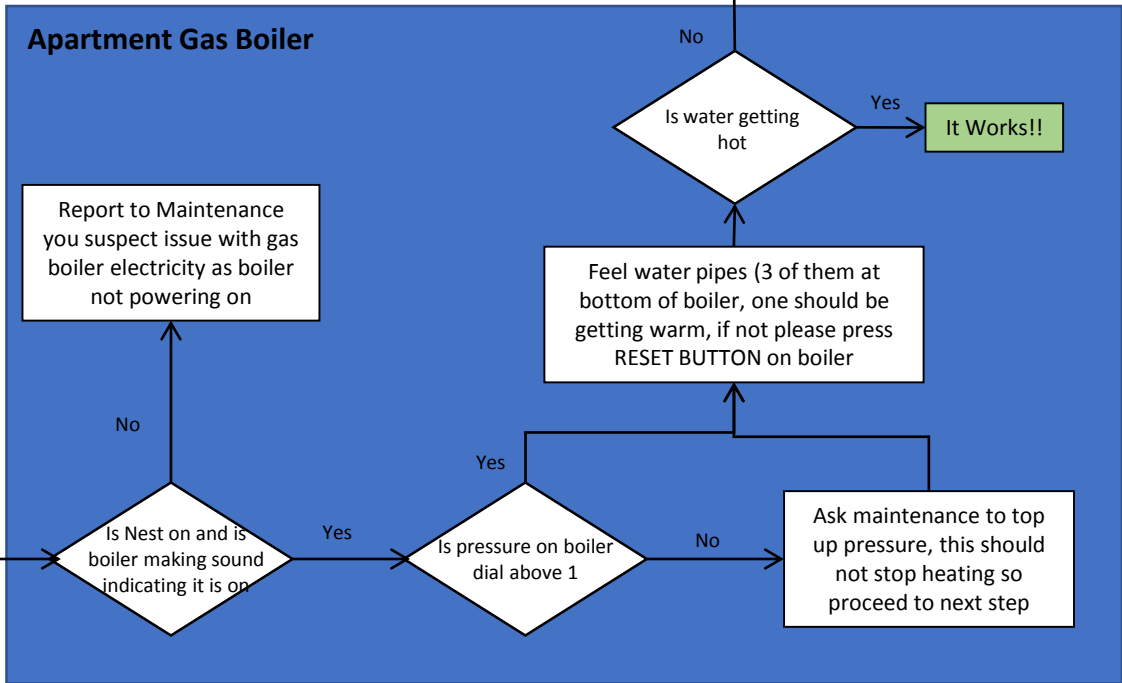 Apartment Gas Boiler
No
Is water getting
hot
Yes
It Works!!
Report to Maintenance
you suspect issue with gas
boiler electricity as boiler
not powering on
Feel water pipes (3 of them at
bottom of boiler, one should be
getting warm, if not please press
RESET BUTTON on boiler
No
Yes
Is Nest on and is
boiler making sound
indicating it is on
Yes
Is pressure on boiler
dial above 1
No
Ask maintenance to top
up pressure, this should
not stop heating so
proceed to next step